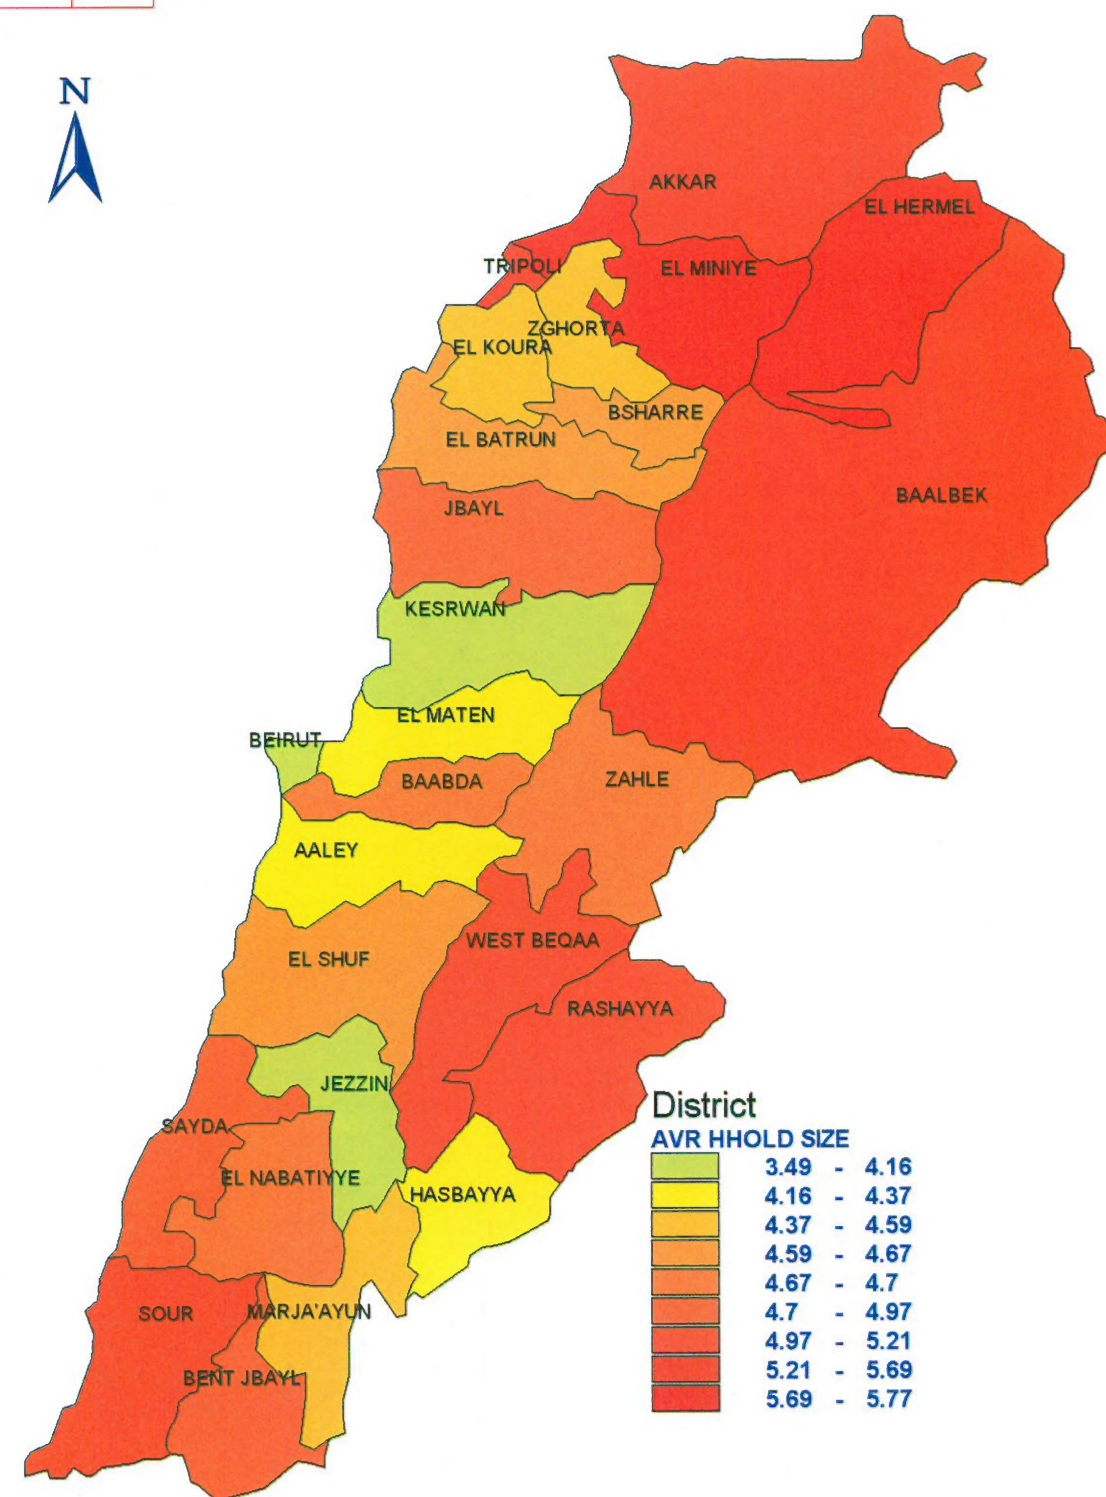 N
AKKAR
EL HERMEL
TRIPOLI
EL MINIYE
ZGHORTA
EL KOURA
BSHARRE
EL BATRUN
BAALBEK
JBAYL
KESRWAN
EL MATEN
BEIRUT
BAABDA
ZAHLE
AALEY
WEST BEQAA
EL SHUF
RASHAYYA
JEZZIN
SAYDA
EL NABATIYYE
HASBAYYA
SOUR
MARJA'AYUN
BENT JBAYL
District
AVR HHOLD SIZE
3.49 - 4.16
4.16 - 4.37
4.37 - 4.59
4.59 - 4.67
4.67 - 4.7
4.7 - 4.97
4.97 - 5.21
5.21 - 5.69
5.69 - 5.77